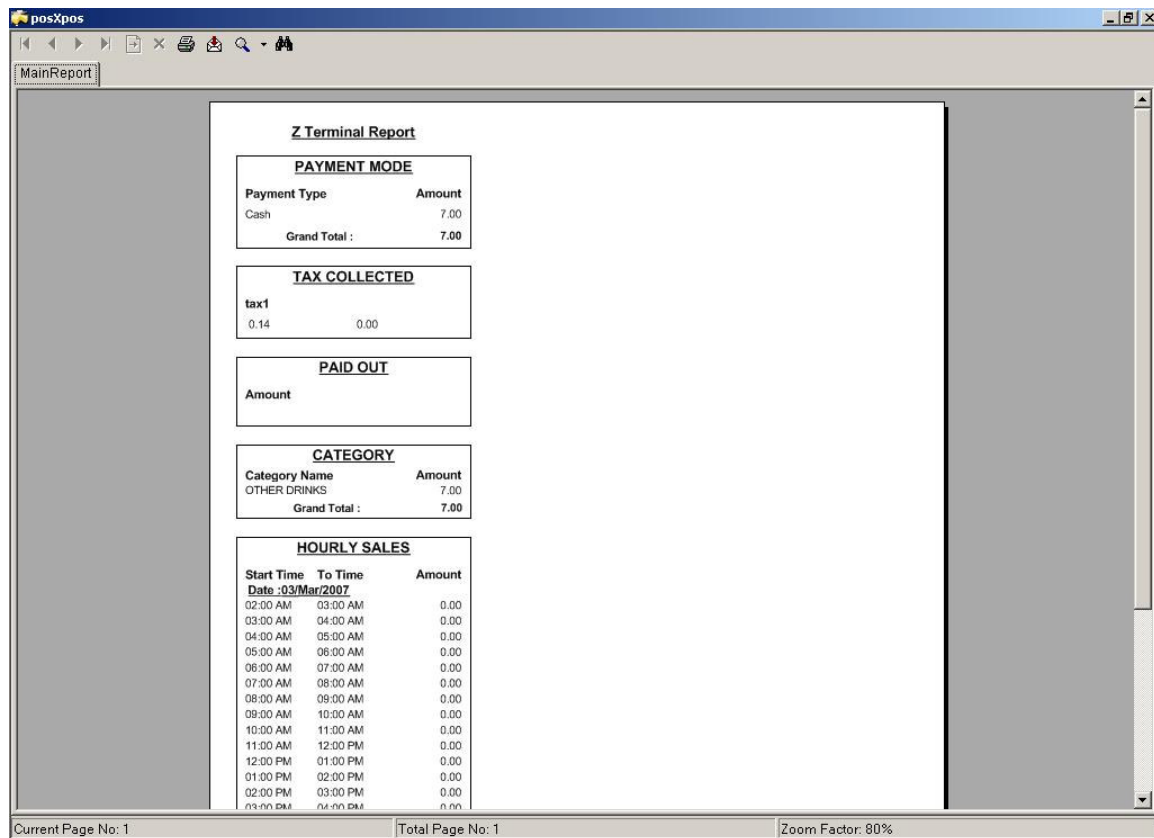 posXpos
MainReport
Z Terminal Report
PAYMENT MODE
Payment Type Amount
Cash 7.00
Grand Total : 7.00
TAX COLLECTED
tax1
0.14 0.00
PAID OUT
Amount
CATEGORY
Category Name Amount
OTHER DRINKS 7.00
Grand Total : 7.00
HOURLY SALES
Start Time To Time Amount
Date :03/Mar/2007
02:00 AM 03:00 AM 0.00
03:00 AM 04:00 AM 0.00
04:00 AM 05:00 AM 0.00
05:00 AM 06:00 AM 0.00
06:00 AM 07:00 AM 0.00
07:00 AM 08:00 AM 0.00
08:00 AM 09:00 AM 0.00
09:00 AM 10:00 AM 0.00
10:00 AM 11:00 AM 0.00
11:00 AM 12:00 PM 0.00
12:00 PM 01:00 PM 0.00
01:00 PM 02:00 PM 0.00
02:00 PM 03:00 PM 0.00
03:00 PM 04:00 PM 0.00
Current Page No: 1 Total Page No: 1 Zoom Factor: 80%